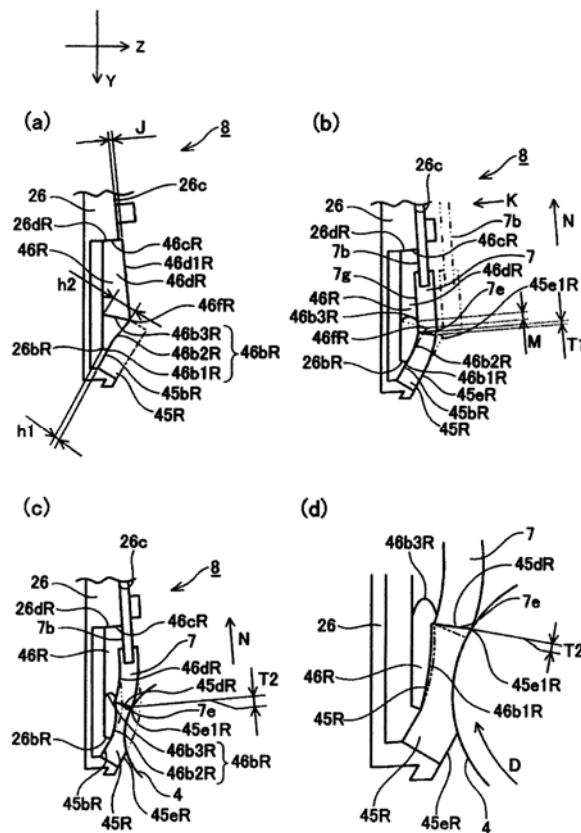 Z
Y
(a)
J
8
26
26c
26dR
46cR
46R
46d1R
46dR
h2
46fR
46b3R
46b2R
46bR
46b1R
26bR
45bR
45R
h1
(b)
8
26c
26
K
7b
N
26dR
46cR
7b
7
7g
46dR
46R
7e
45e1R
46b3R
46fR
M
T1
26bR
46b2R
46b1R
45eR
45bR
45R
(c)
26c
8
26
26dR
46cR
7b
N
7
46R
46dR
45dR
T2
7e
45e1R
26bR
46b3R
46bR
46b2R
45bR
4
45R
45eR
(d)
7
46b3R
45dR
7e
26
T2
46R
45e1R
45R
46b1R
D
45R
45eR
4